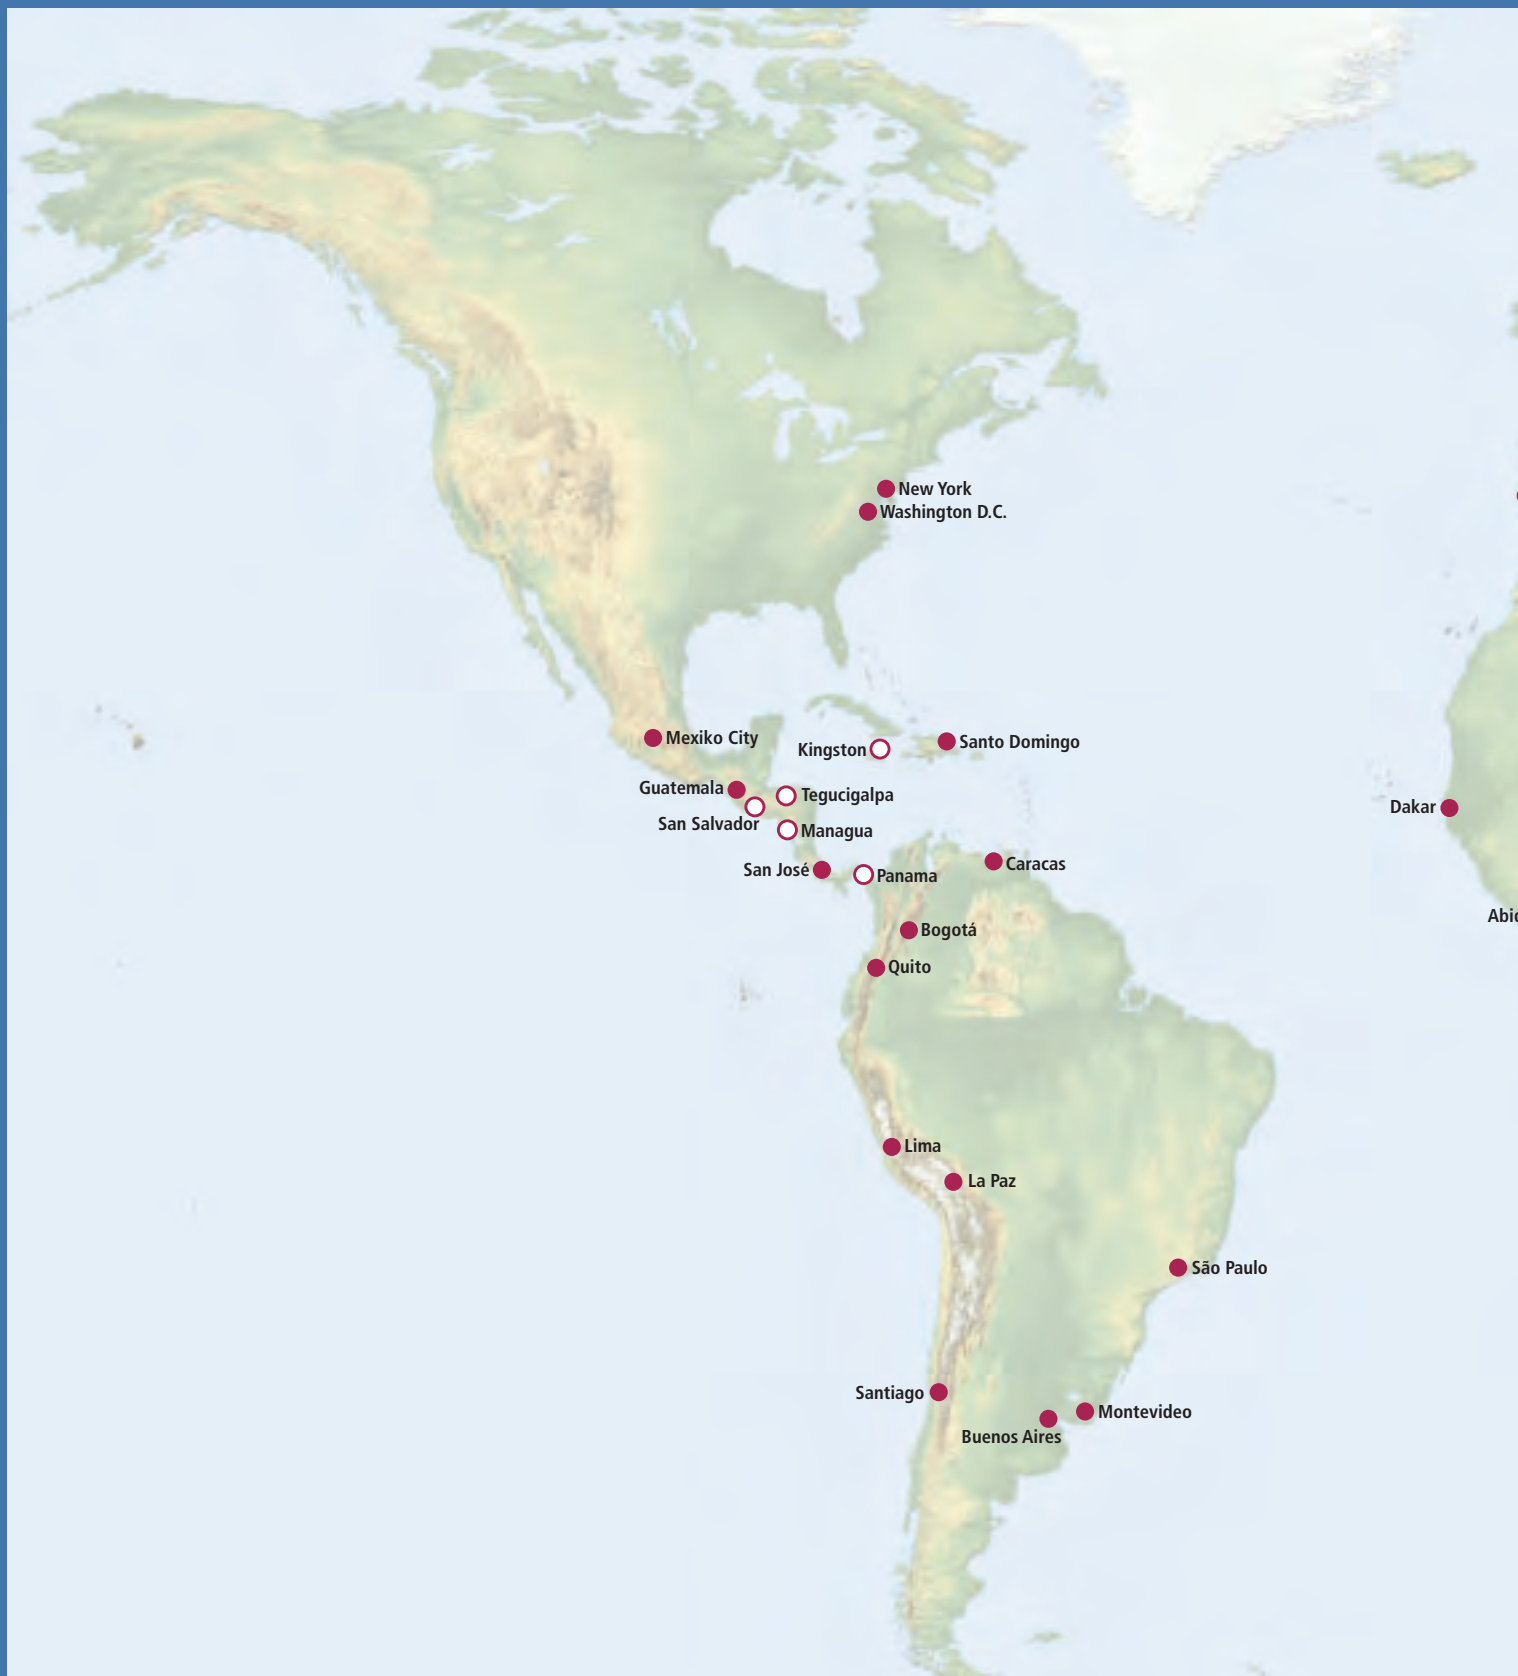 New York
Washington D.C.
Mexiko City
Santo Domingo
Kingston
Guatemala
Tegucigalpa
San Salvador
Managua
Dakar
San José
Panama
Caracas
Bogotá
Quito
Lima
La Paz
São Paulo
Santiago
Montevideo
Buenos Aires